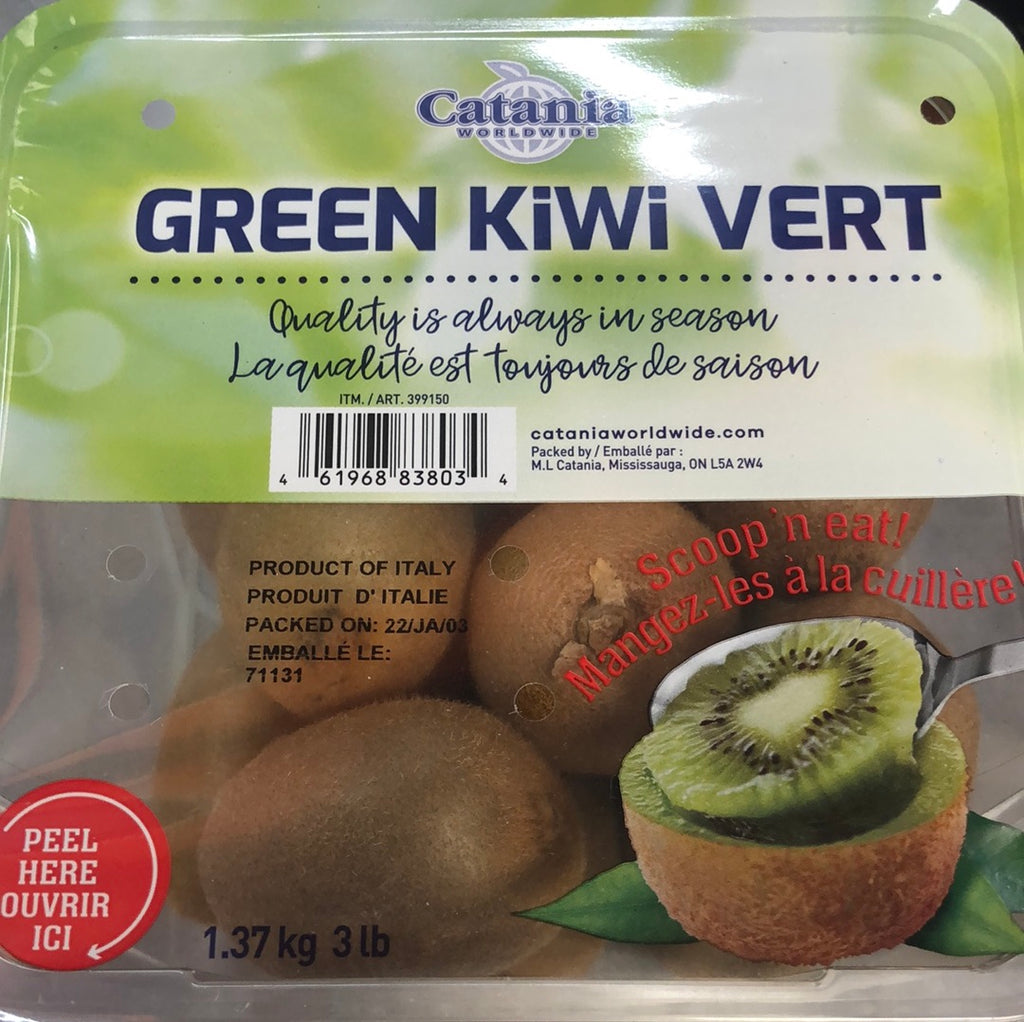 Catania
WORLDWIDE
GREEN KiWi VERT
Quality is always in season
La qualité est toujours de saison
ITM. / ART. 399150
4 61968 83803 4
cataniaworldwide.com
Packed by / Emballé par :
M.L Catania, Mississauga, ON L5A 2W4
Scoop 'n eat!
Mangez-les à la cuillère!
PRODUCT OF ITALY
PRODUIT D' ITALIE
PACKED ON: 22/JA/03
EMBALLÉ LE:
71131
PEEL
HERE
OUVRIR
ICI
1.37 kg 3 lb